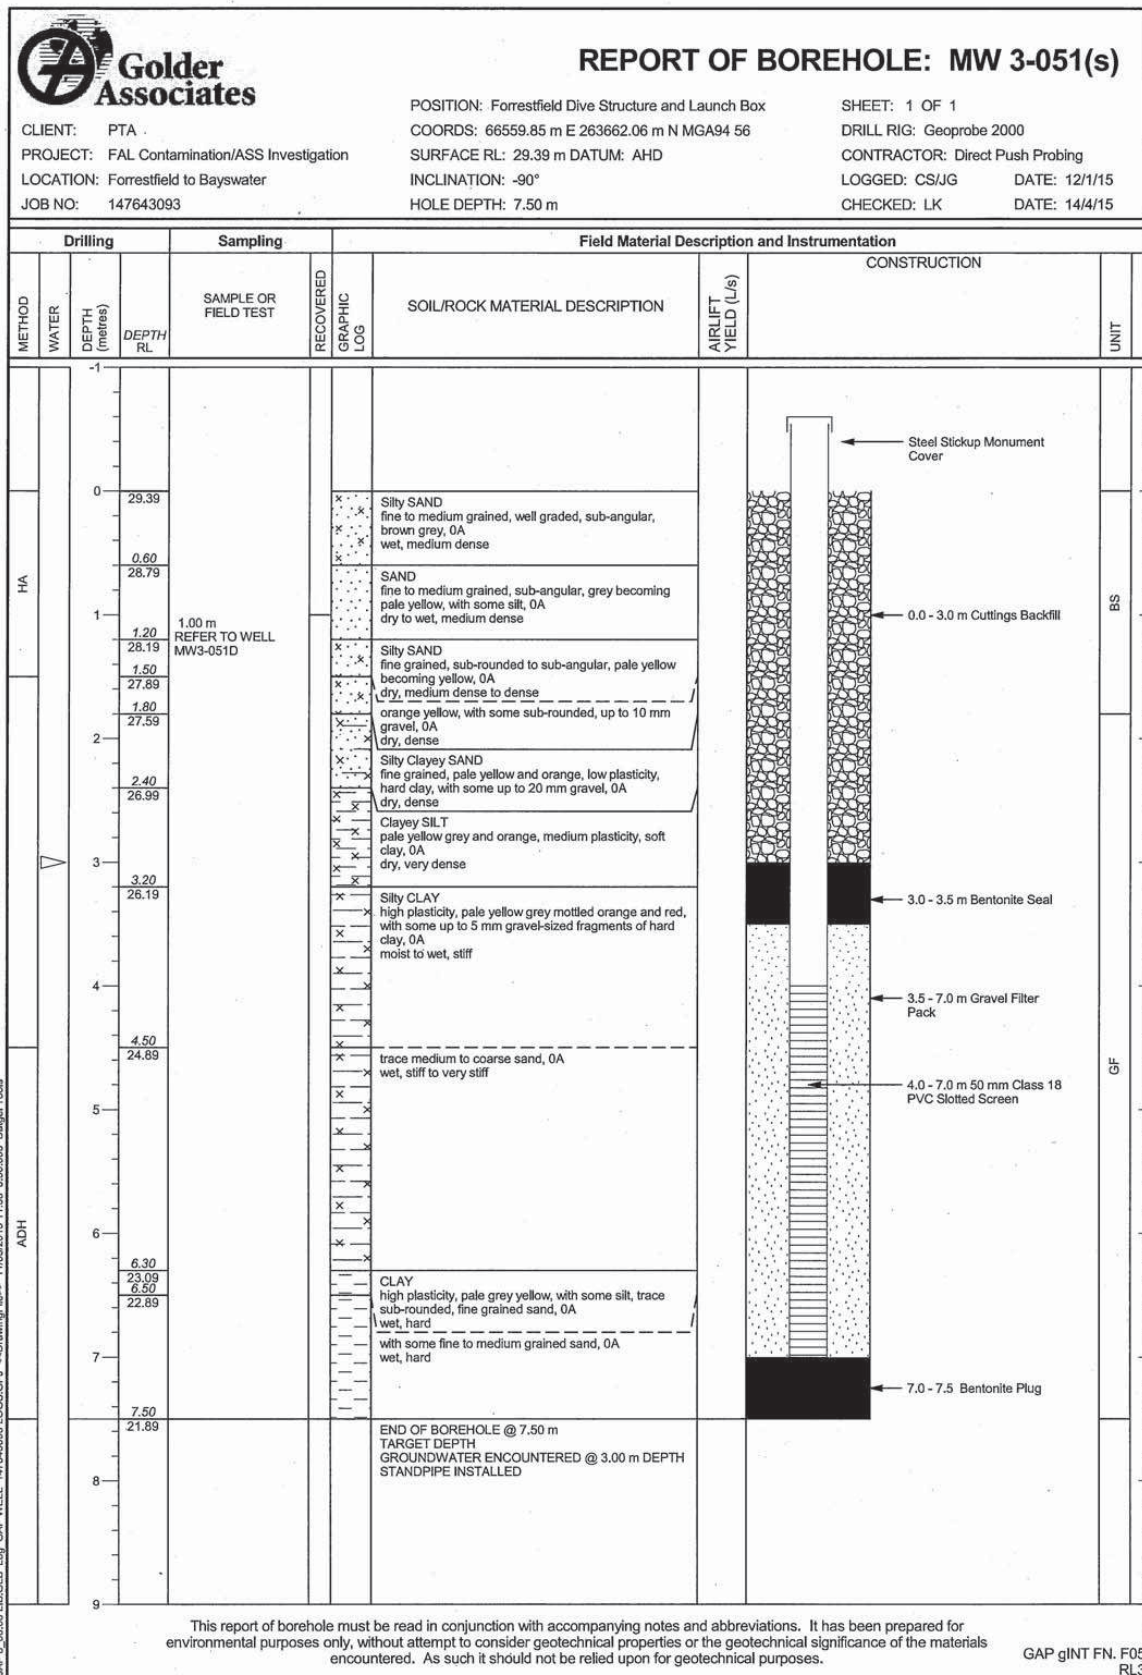 Golder
Associates
REPORT OF BOREHOLE: MW 3-051(s)
CLIENT: PTA
PROJECT: FAL Contamination/ASS Investigation
LOCATION: Forrestfield to Bayswater
JOB NO: 147643093
POSITION: Forrestfield Dive Structure and Launch Box
COORDS: 66559.85 m E 263662.06 m N MGA94 56
SURFACE RL: 29.39 m DATUM: AHD
INCLINATION: -90°
HOLE DEPTH: 7.50 m
SHEET: 1 OF 1
DRILL RIG: Geoprobe 2000
CONTRACTOR: Direct Push Probing
LOGGED: CS/JG DATE: 12/1/15
CHECKED: LK DATE: 14/4/15
Drilling
Sampling
Field Material Description and Instrumentation
METHOD
WATER
DEPTH
(metres)
DEPTH
RL
SAMPLE OR
FIELD TEST
RECOVERED
GRAPHIC
LOG
SOIL/ROCK MATERIAL DESCRIPTION
AIRLIFT
YIELD (L/s)
CONSTRUCTION
UNIT
HA
ADH
-1
0
1
2
3
4
5
6
7
8
9
29.39
0.60
28.79
1.20
28.19
1.50
27.89
1.80
27.59
2.40
26.99
3.20
26.19
4.50
24.89
6.30
23.09
6.50
22.89
7.50
21.89
1.00 m
REFER TO WELL
MW3-051D
Silty SAND
fine to medium grained, well graded, sub-angular,
brown grey, 0A
wet, medium dense
SAND
fine to medium grained, sub-angular, grey becoming
pale yellow, with some silt, 0A
dry to wet, medium dense
Silty SAND
fine grained, sub-rounded to sub-angular, pale yellow
becoming yellow, 0A
dry, medium dense to dense
orange yellow, with some sub-rounded, up to 10 mm
gravel, 0A
dry, dense
Silty Clayey SAND
fine grained, pale yellow and orange, low plasticity,
hard clay, with some up to 20 mm gravel, 0A
dry, dense
Clayey SILT
pale yellow grey and orange, medium plasticity, soft
clay, 0A
dry, very dense
Silty CLAY
high plasticity, pale yellow grey mottled orange and red,
with some up to 5 mm gravel-sized fragments of hard
clay, 0A
moist to wet, stiff
trace medium to coarse sand, 0A
wet, stiff to very stiff
CLAY
high plasticity, pale grey yellow, with some silt, trace
sub-rounded, fine grained sand, 0A
wet, hard
with some fine to medium grained sand, 0A
wet, hard
END OF BOREHOLE @ 7.50 m
TARGET DEPTH
GROUNDWATER ENCOUNTERED @ 3.00 m DEPTH
STANDPIPE INSTALLED
Steel Stickup Monument
Cover
0.0 - 3.0 m Cuttings Backfill
3.0 - 3.5 m Bentonite Seal
3.5 - 7.0 m Gravel Filter
Pack
4.0 - 7.0 m 50 mm Class 18
PVC Slotted Screen
7.0 - 7.5 Bentonite Plug
BS
GF
This report of borehole must be read in conjunction with accompanying notes and abbreviations. It has been prepared for
environmental purposes only, without attempt to consider geotechnical properties or the geotechnical significance of the materials
encountered. As such it should not be relied upon for geotechnical purposes.
GAP gINT FN. F05
RL3